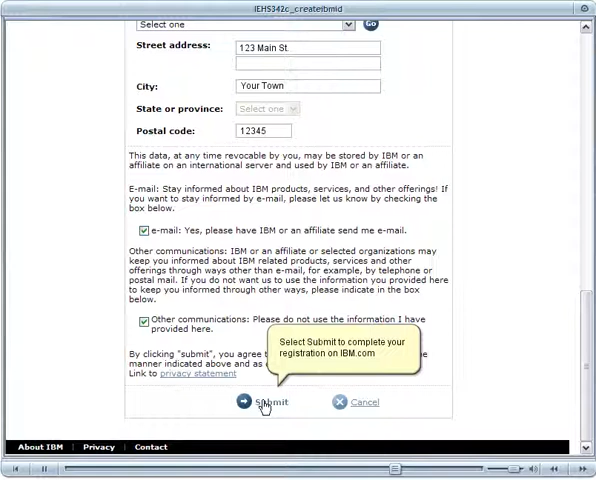 IEHS342c_createibmid
Select one
Go
Street address:
123 Main St.
City:
Your Town
State or province:
Select one
Postal code:
12345
This data, at any time revocable by you, may be stored by IBM or an
affiliate on an international server and used by IBM or an affiliate.
E-mail: Stay informed about IBM products, services, and other offerings! If
you want to stay informed by e-mail, please let us know by checking the
box below.
e-mail: Yes, please have IBM or an affiliate send me e-mail.
Other communications: IBM or an affiliate or selected organizations may
keep you informed about IBM related products, services and other
offerings through ways other than e-mail, for example, by telephone or
postal mail. If you do not want us to use the information you provided here
to keep you informed through other ways, please indicate in the box
below.
Other communications: Please do not use the information I have
provided here.
Select Submit to complete your
registration on IBM.com
By clicking "submit", you agree t
the
manner indicated above and as
Link to privacy statement
Submit
Cancel
About IBM | Privacy | Contact